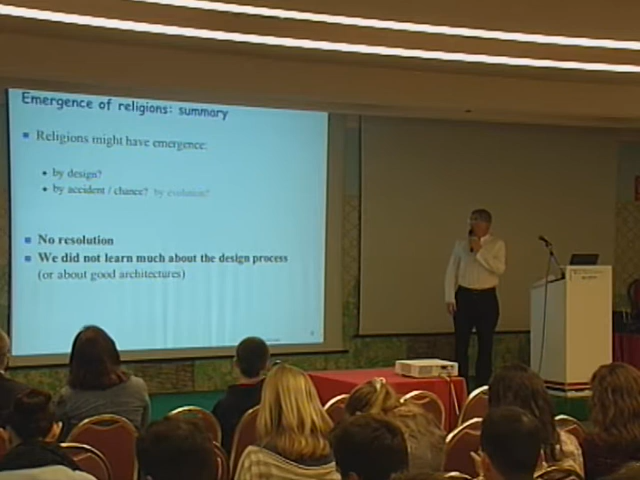 Emergence of religions: summary
Religions might have emergence:
by design?
by accident / chance? by evolution?
No resolution
We did not learn much about the design process
(or about good architectures)